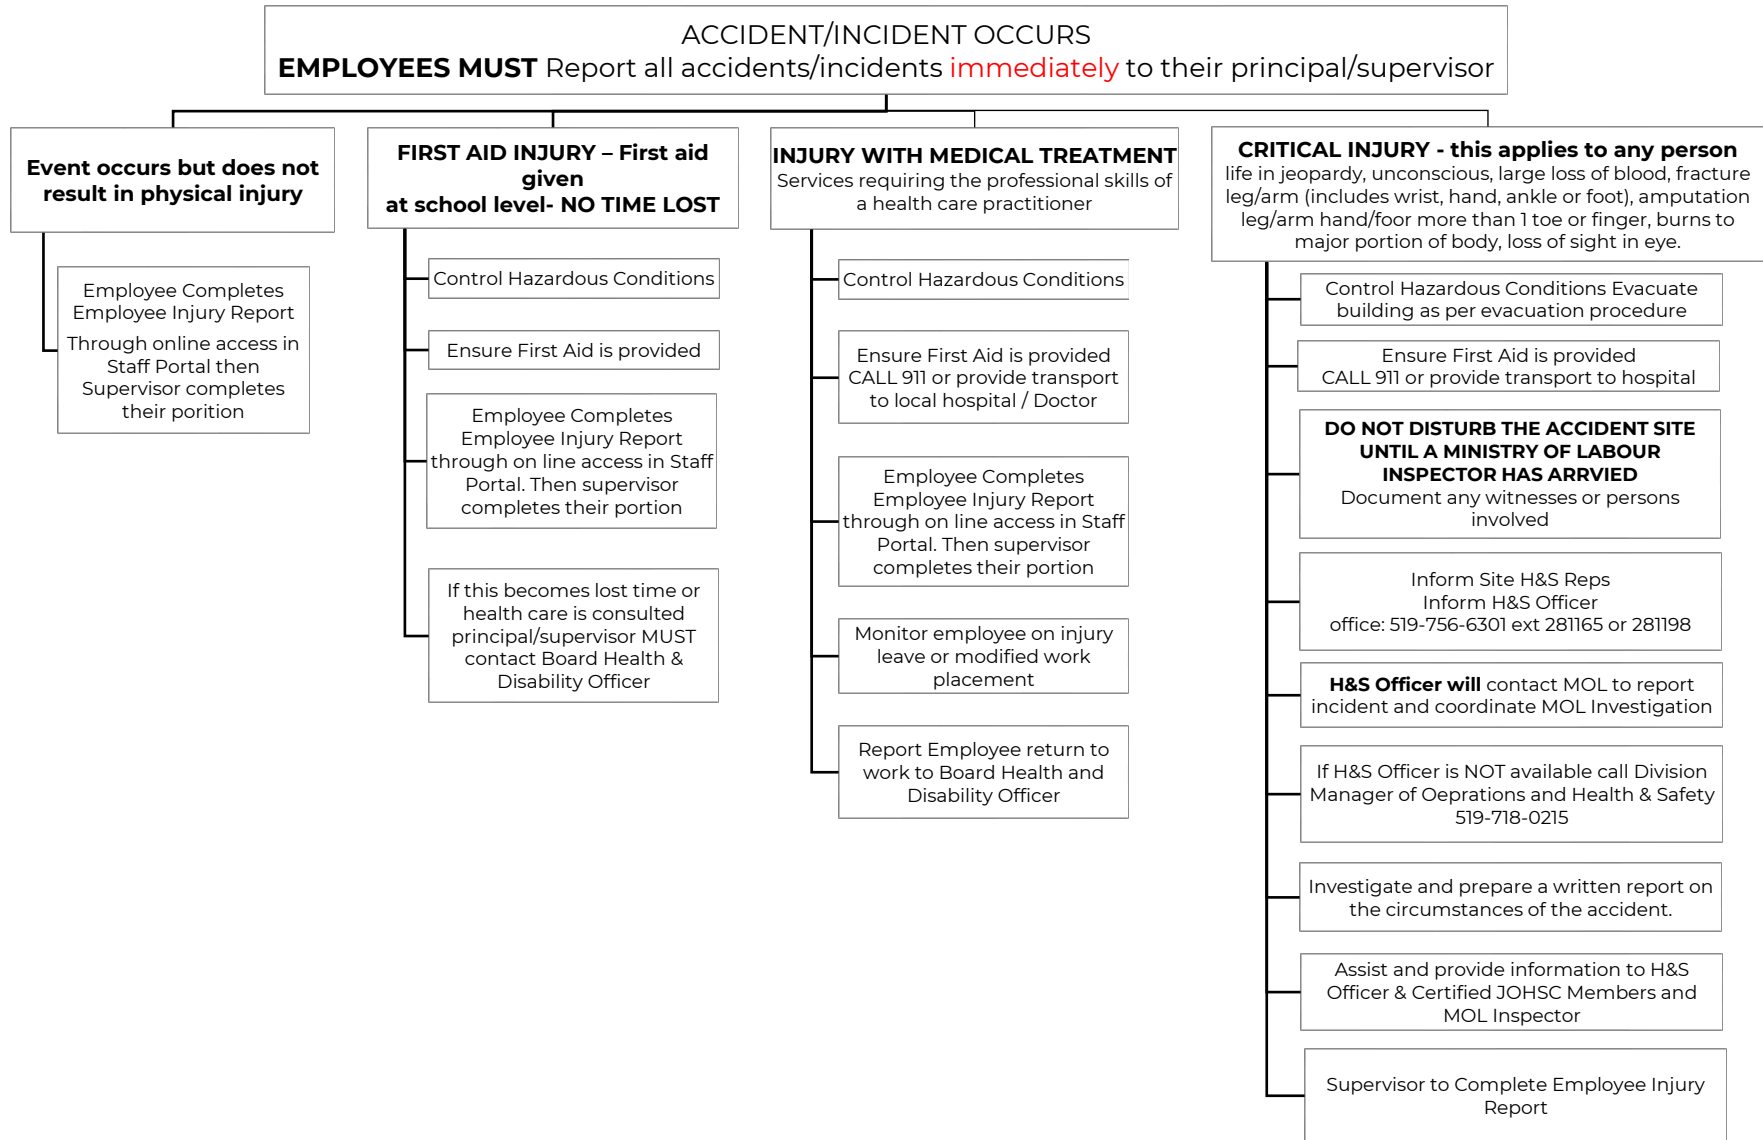 ACCIDENT/INCIDENT OCCURS
EMPLOYEES MUST Report all accidents/incidents immediately to their principal/supervisor
Event occurs but does not
result in physical injury
Employee Completes
Employee Injury Report
Through online access in
Staff Portal then
Supervisor completes
their porition
FIRST AID INJURY – First aid
given
at school level- NO TIME LOST
Control Hazardous Conditions
Ensure First Aid is provided
Employee Completes
Employee Injury Report
through on line access in Staff
Portal. Then supervisor
completes their portion
If this becomes lost time or
health care is consulted
principal/supervisor MUST
contact Board Health &
Disability Officer
INJURY WITH MEDICAL TREATMENT
Services requiring the professional skills of
a health care practitioner
Control Hazardous Conditions
Ensure First Aid is provided
CALL 911 or provide transport
to local hospital / Doctor
Employee Completes
Employee Injury Report
through on line access in Staff
Portal. Then supervisor
completes their portion
Monitor employee on injury
leave or modified work
placement
Report Employee return to
work to Board Health and
Disability Officer
CRITICAL INJURY - this applies to any person
life in jeopardy, unconscious, large loss of blood, fracture
leg/arm (includes wrist, hand, ankle or foot), amputation
leg/arm hand/foor more than 1 toe or finger, burns to
major portion of body, loss of sight in eye.
Control Hazardous Conditions Evacuate
building as per evacuation procedure
Ensure First Aid is provided
CALL 911 or provide transport to hospital
DO NOT DISTURB THE ACCIDENT SITE
UNTIL A MINISTRY OF LABOUR
INSPECTOR HAS ARRVIED
Document any witnesses or persons
involved
Inform Site H&S Reps
Inform H&S Officer
office: 519-756-6301 ext 281165 or 281198
H&S Officer will contact MOL to report
incident and coordinate MOL Investigation
If H&S Officer is NOT available call Division
Manager of Oeprations and Health & Safety
519-718-0215
Investigate and prepare a written report on
the circumstances of the accident.
Assist and provide information to H&S
Officer & Certified JOHSC Members and
MOL Inspector
Supervisor to Complete Employee Injury
Report